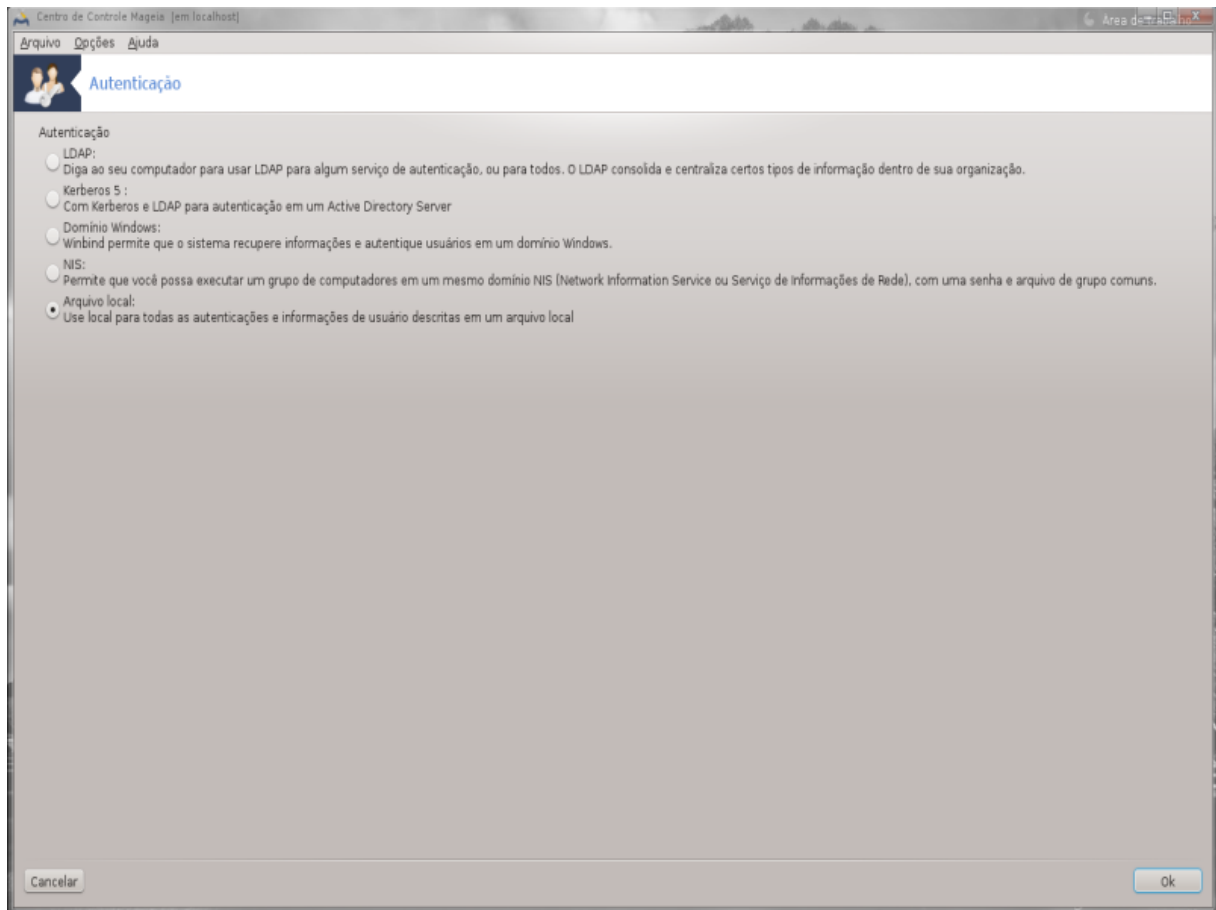 Centro de Controle Mageia [em localhost]
Arquivo Opções Ajuda
Autenticação
Autenticação
LDAP:
Diga ao seu computador para usar LDAP para algum serviço de autenticação, ou para todos. O LDAP consolida e centraliza certos tipos de informação dentro de sua organização.
Kerberos 5 :
Com Kerberos e LDAP para autenticação em um Active Directory Server
Domínio Windows:
Winbind permite que o sistema recupere informações e autentique usuários em um domínio Windows.
NIS:
Permite que você possa executar um grupo de computadores em um mesmo domínio NIS (Network Information Service ou Serviço de Informações de Rede), com uma senha e arquivo de grupo comuns.
Arquivo local:
Use local para todas as autenticações e informações de usuário descritas em um arquivo local
Cancelar
Ok